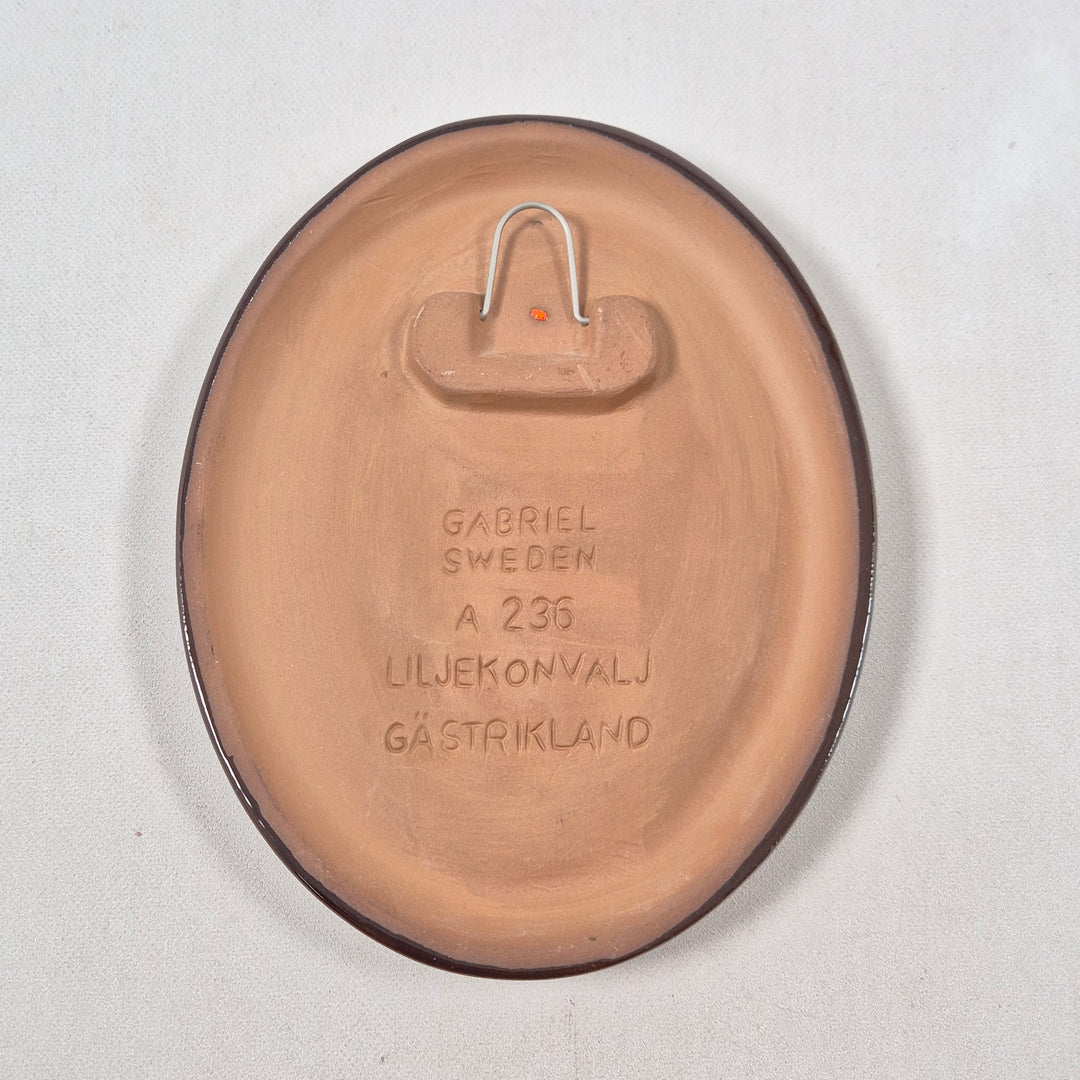 GABRIEL
SWEDEN
A 236
LILJEKONVALJ
GÄSTRIKLAND